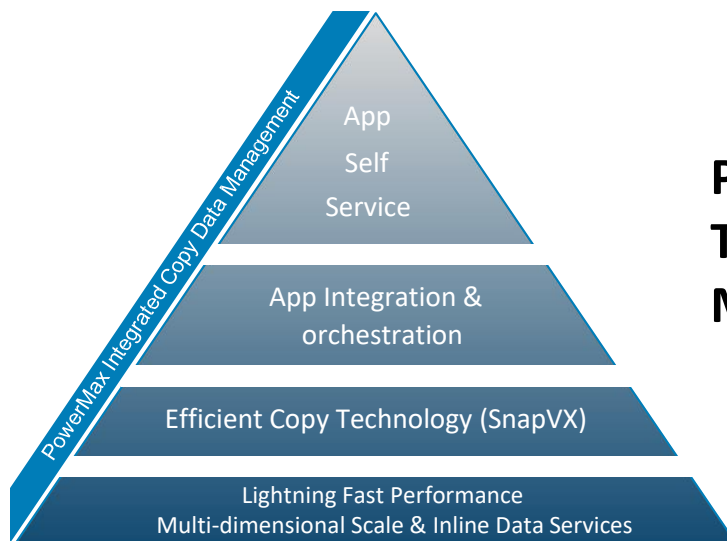 PowerMax Integrated Copy Data Management
App
Self
Service
App Integration &
orchestration
Efficient Copy Technology (SnapVX)
Lightning Fast Performance
Multi-dimensional Scale & Inline Data Services